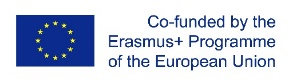 Co-funded by the
Erasmus+ Programme
of the European Union